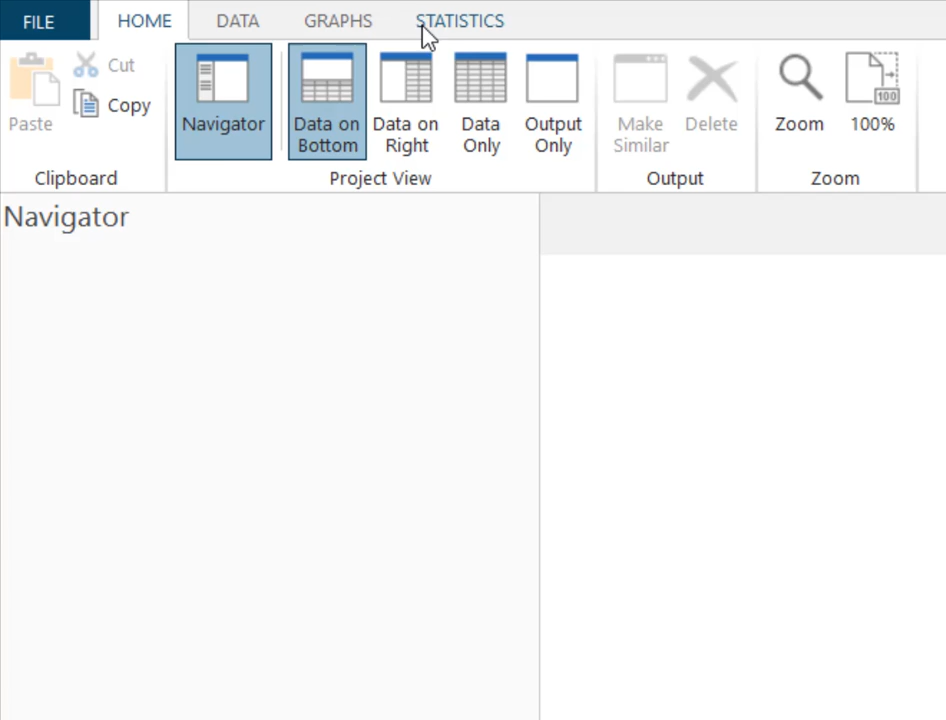 FILE HOME DATA GRAPHS STATISTICS
Paste
Cut
Copy
Clipboard
Navigator
Data on
Bottom
Data on
Right
Data
Only
Output
Only
Project View
Make
Similar
Delete
Output
Zoom
100
100%
Zoom
Navigator